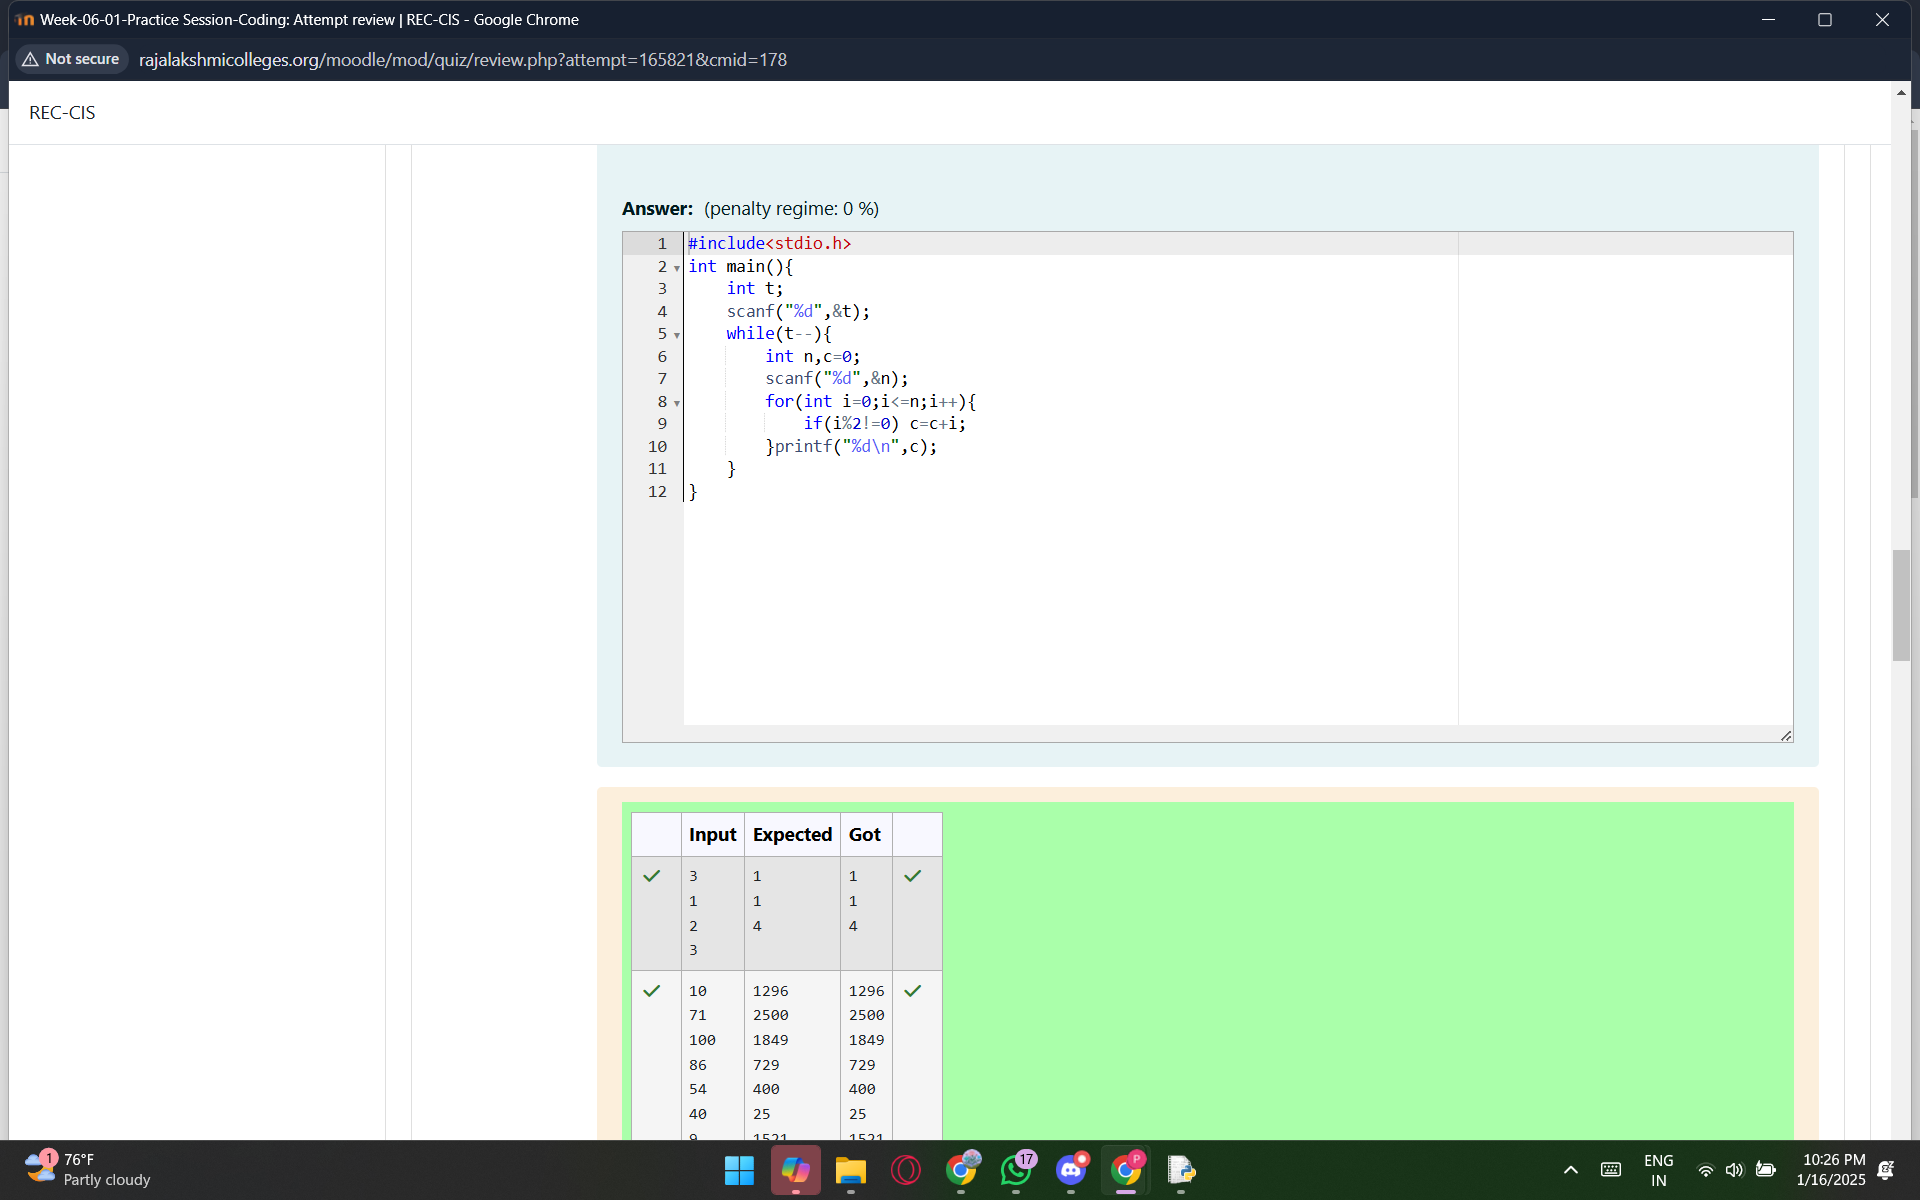 Week-06-01-Practice Session-Coding: Attempt review | REC-CIS - Google Chrome
Not secure rajalakshmicolleges.org/moodle/mod/quiz/review.php?attempt=165821&cmid=178
REC-CIS
Answer: (penalty regime: 0 %)
1 #include<stdio.h>
2 int main(){
3 int t;
4 scanf("%d",&t);
5 while(t--){
6 int n,c=0;
7 scanf("%d",&n);
8 for(int i=0;i<=n;i++){
9 if(i%2!=0) c=c+i;
10 }printf("%d\n",c);
11 }
12 }
Input Expected Got
3 1 1
1 1 1
2 4 4
3
10 1296 1296
71 2500 2500
100 1849 1849
86 729 729
54 400 400
40 25 25
9 1521 1521
1 76°F
Partly cloudy
17
P
ENG
IN
10:26 PM
1/16/2025